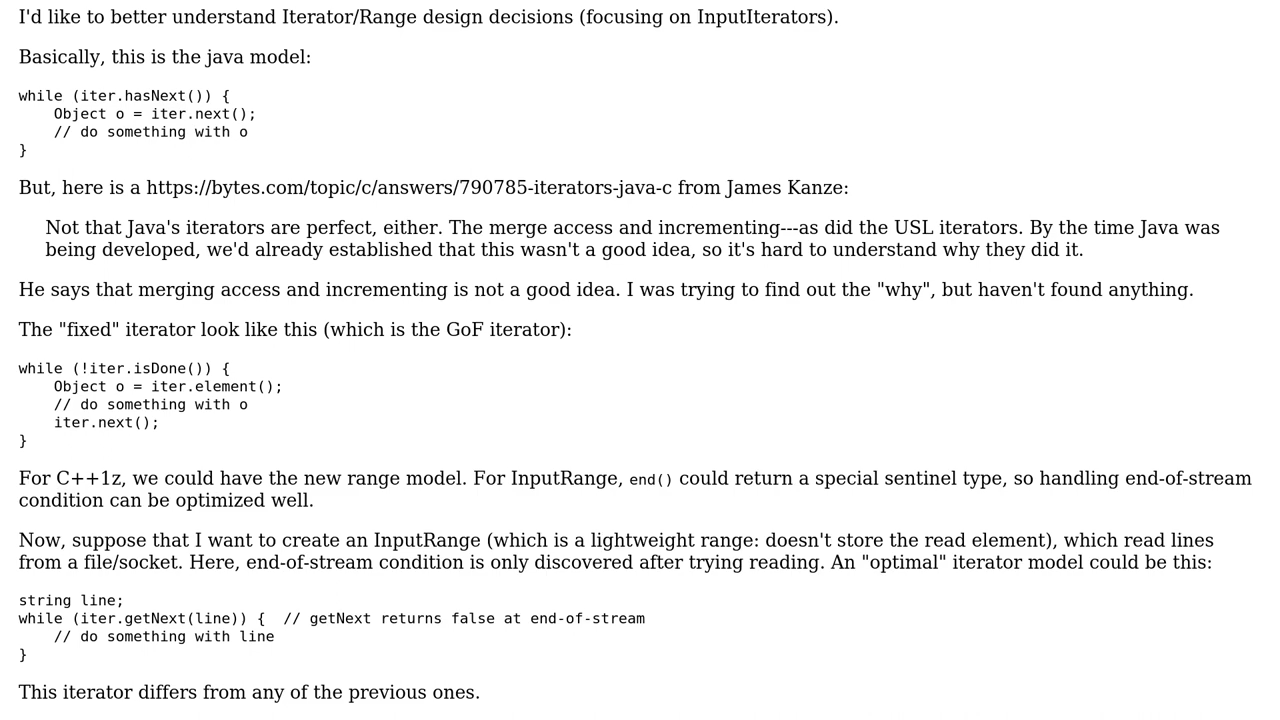 I'd like to better understand Iterator/Range design decisions (focusing on InputIterators).
Basically, this is the java model:
while (iter.hasNext()) {
    Object o = iter.next();
    // do something with o
}
But, here is a https://bytes.com/topic/c/answers/790785-iterators-java-c from James Kanze:
Not that Java's iterators are perfect, either. The merge access and incrementing---as did the USL iterators. By the time Java was
being developed, we'd already established that this wasn't a good idea, so it's hard to understand why they did it.
He says that merging access and incrementing is not a good idea. I was trying to find out the "why", but haven't found anything.
The "fixed" iterator look like this (which is the GoF iterator):
while (!iter.isDone()) {
    Object o = iter.element();
    // do something with o
    iter.next();
}
For C++1z, we could have the new range model. For InputRange, end() could return a special sentinel type, so handling end-of-stream
condition can be optimized well.
Now, suppose that I want to create an InputRange (which is a lightweight range: doesn't store the read element), which read lines
from a file/socket. Here, end-of-stream condition is only discovered after trying reading. An "optimal" iterator model could be this:
string line;
while (iter.getNext(line)) {  // getNext returns false at end-of-stream
    // do something with line
}
This iterator differs from any of the previous ones.